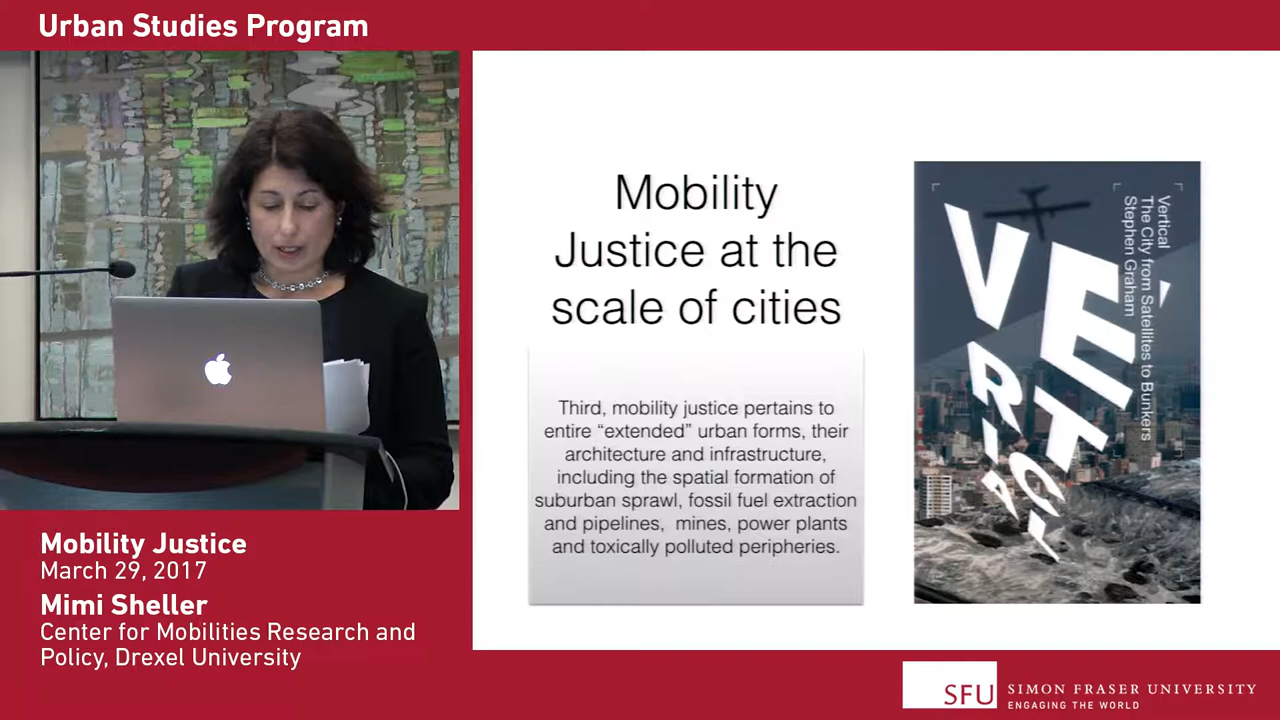 Urban Studies Program
Mobility
Justice at the
scale of cities
Third, mobility justice pertains to
entire “extended” urban forms, their
architecture and infrastructure,
including the spatial formation of
suburban sprawl, fossil fuel extraction
and pipelines, mines, power plants
and toxically polluted peripheries.
VERTICAL
Vertical
The City from Satellites to Bunkers
Stephen Graham
Mobility Justice
March 29, 2017
Mimi Sheller
Center for Mobilities Research and
Policy, Drexel University
SFU
SIMON FRASER UNIVERSITY
ENGAGING THE WORLD